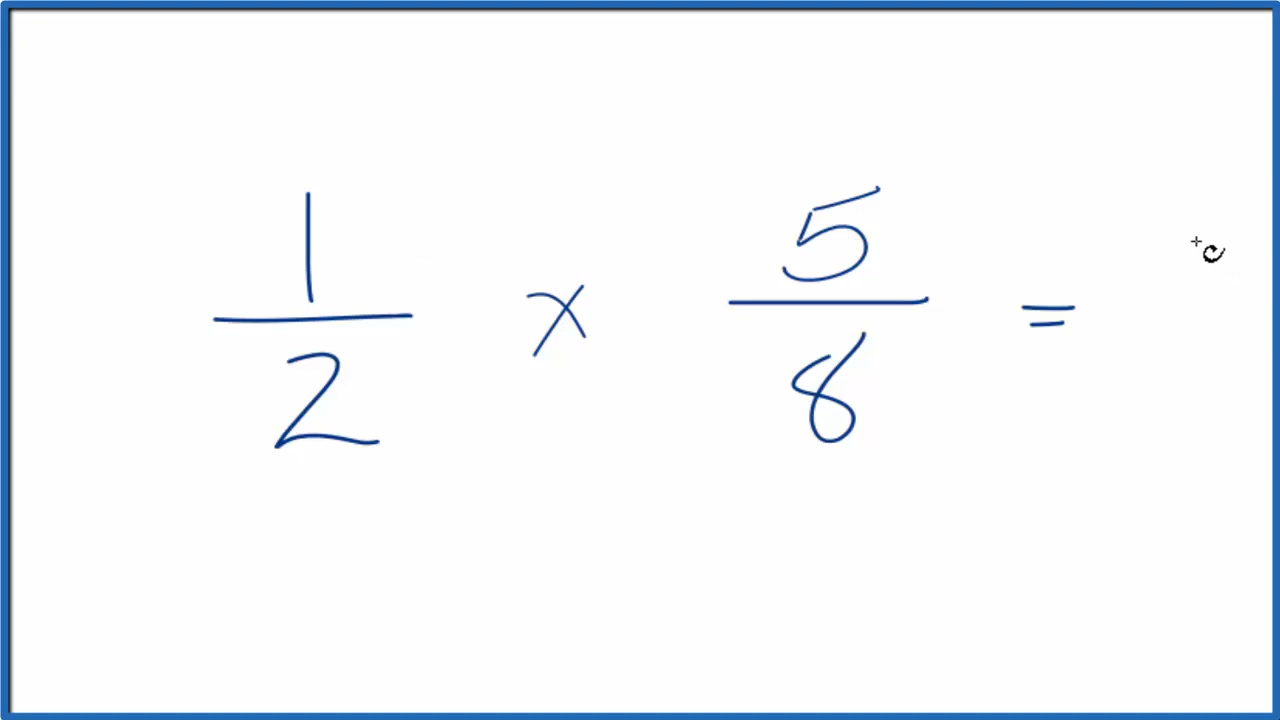 1/2 x 5/8 =